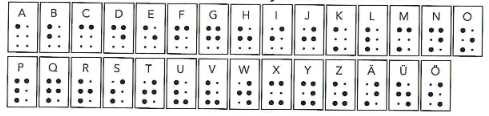 A B C D E F G H I J K L M N O
P Q R S T U V W X Y Z Ä Ü Ö